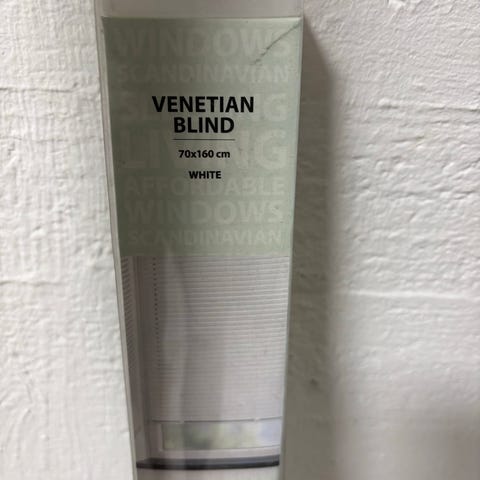 WINDOWS
SCANDINAVIAN
VENETIAN
BLIND
70x160 cm
WHITE
AFFORDABLE
WINDOWS
SCANDINAVIAN